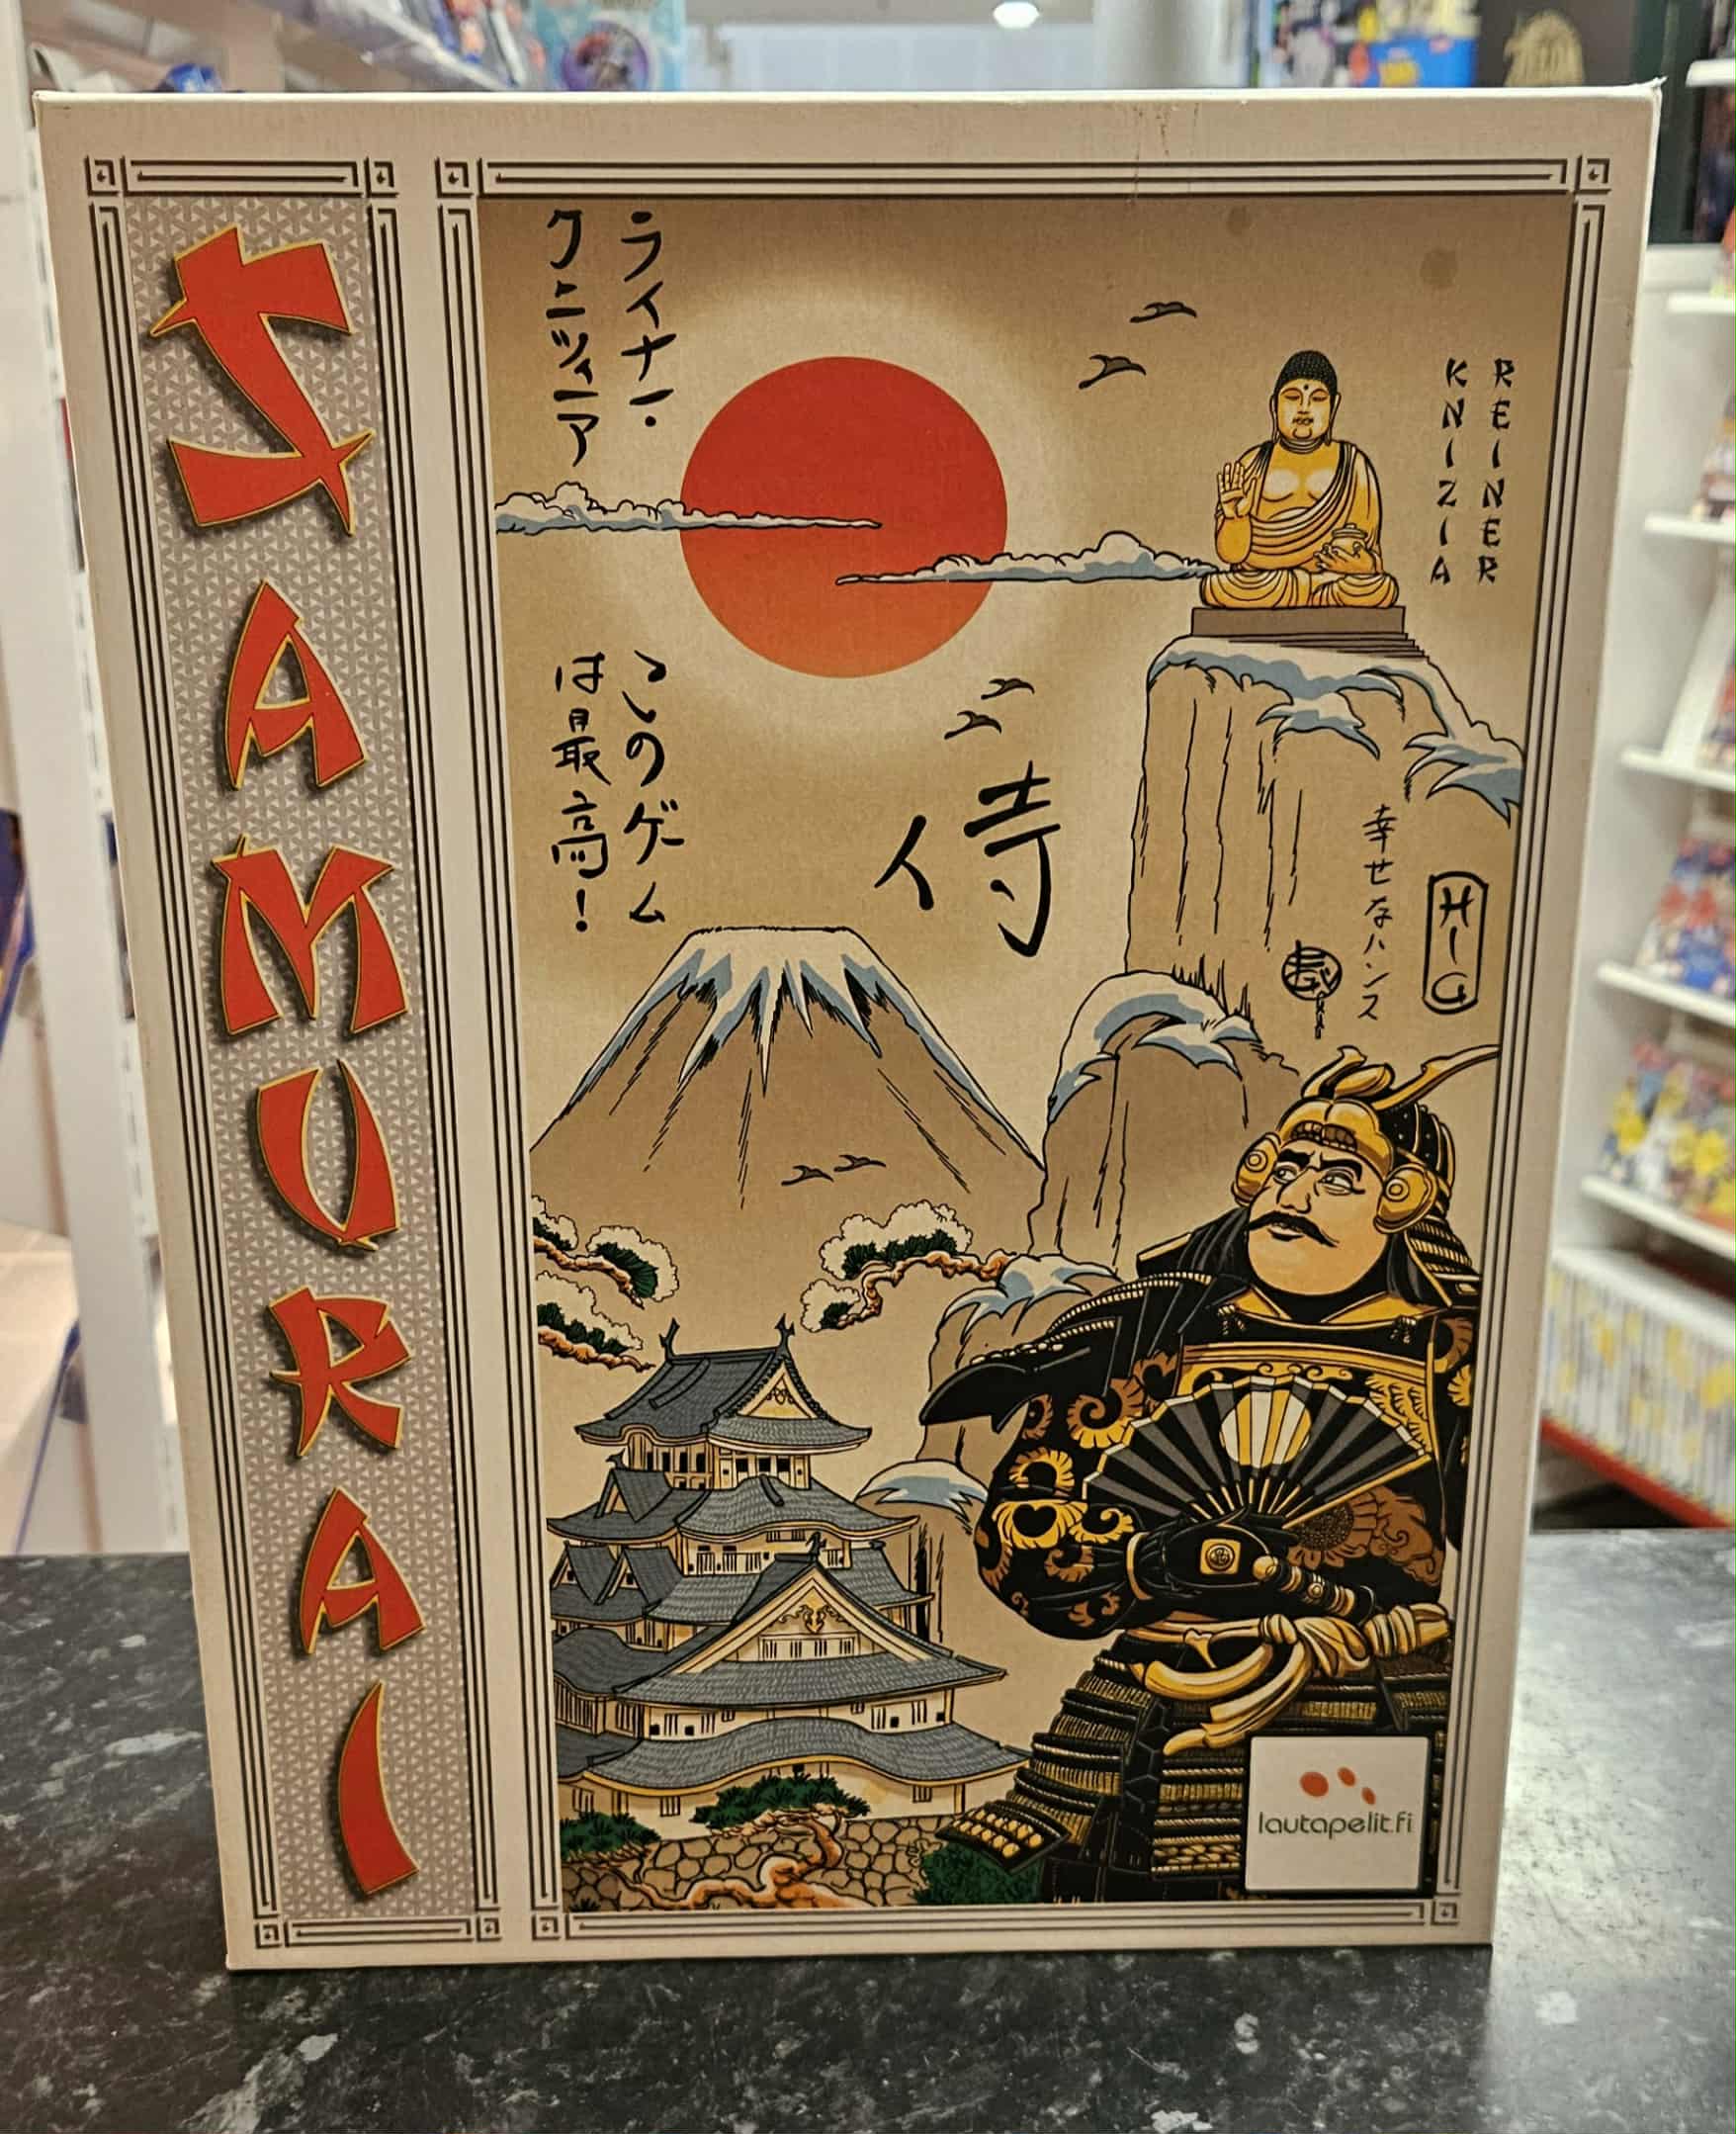 SAMURAI
ライナー・
クニツィア
REINER
KNIZIA
このゲーム
は最高！
侍
HiG
幸せなハンス
lautapelit.fi